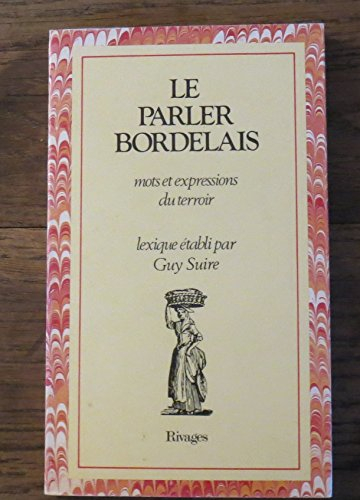 LE
PARLER
BORDELAIS
mots et expressions
du terroir
lexique établi par
Guy Suire
Rivages